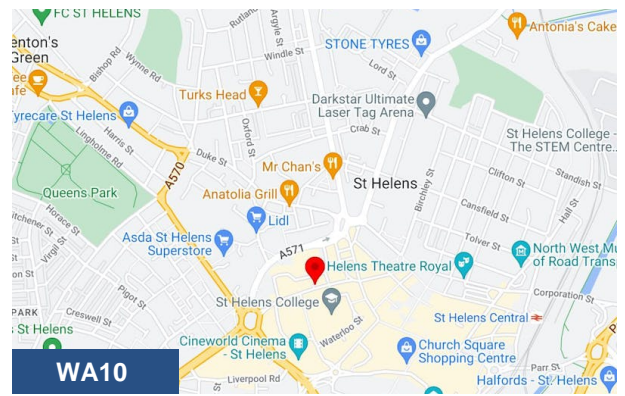 FC ST HELENS
Rutland
Argyle St
Antonia's Cake
STONE TYRES
enton's
Green
Bishop Rd
Wynne Rd
Windle St
Lord St
Turks Head
Darkstar Ultimate
Laser Tag Arena
Tyrecare St Helens
Lingholme Rd
Harris St
Oxford St
Crab St
St Helens College -
The STEM Centre...
Duke St
A570
Mr Chan's
St Helens
Birchley St
Clifton St
Standish St
Queens Park
Anatolia Grill
Cansfield St
Hall St
Kitchener St
Horace St
Virgil St
Lidl
Tolver St
Asda St Helens
Superstore
A571
North West Mu
of Road Transp
Helens Theatre Royal
Pigot St
St Helens College
Corporation St
PARK
Creswell St
St Helens Central
s St Helens
Waterloo St
Cineworld Cinema
- St Helens
Church Square
Shopping Centre
Parr St
WA10
Liverpool Rd
Halfords - St. Helens